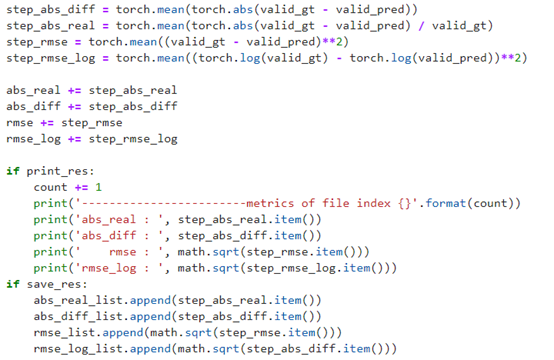 step_abs_diff = torch.mean(torch.abs(valid_gt - valid_pred))
step_abs_real = torch.mean(torch.abs(valid_gt - valid_pred) / valid_gt)
step_rmse = torch.mean((valid_gt - valid_pred)**2)
step_rmse_log = torch.mean((torch.log(valid_gt) - torch.log(valid_pred))**2)

abs_real += step_abs_real
abs_diff += step_abs_diff
rmse += step_rmse
rmse_log += step_rmse_log

if print_res:
    count += 1
    print('------------------------metrics of file index {}'.format(count))
    print('abs_real : ', step_abs_real.item())
    print('abs_diff : ', step_abs_diff.item())
    print('    rmse : ', math.sqrt(step_rmse.item()))
    print('rmse_log : ', math.sqrt(step_rmse_log.item()))
if save_res:
    abs_real_list.append(step_abs_real.item())
    abs_diff_list.append(step_abs_diff.item())
    rmse_list.append(math.sqrt(step_rmse.item()))
    rmse_log_list.append(math.sqrt(step_abs_diff.item()))